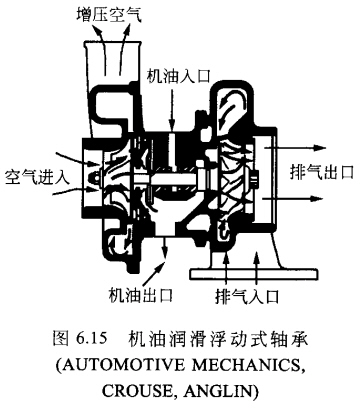 增压空气
机油入口
空气进入
排气出口
机油出口
排气入口
图 6.15 机油润滑浮动式轴承
(AUTOMOTIVE MECHANICS,
CROUSE, ANGLIN)